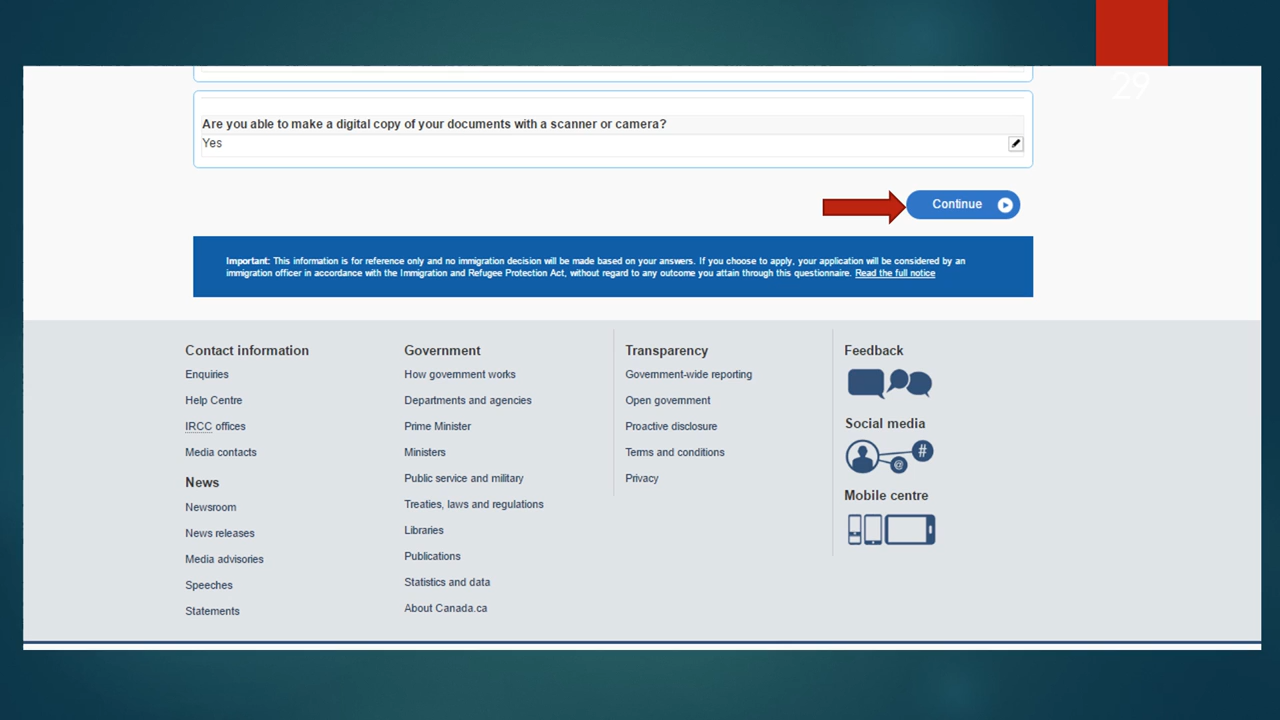 29
Are you able to make a digital copy of your documents with a scanner or camera?
Yes
Continue
Important: This information is for reference only and no immigration decision will be made based on your answers. If you choose to apply, your application will be considered by an
immigration officer in accordance with the Immigration and Refugee Protection Act, without regard to any outcome you attain through this questionnaire. Read the full notice
Contact information
Enquiries
Help Centre
IRCC offices
Media contacts
News
Newsroom
News releases
Media advisories
Speeches
Statements
Government
How government works
Departments and agencies
Prime Minister
Ministers
Public service and military
Treaties, laws and regulations
Libraries
Publications
Statistics and data
About Canada.ca
Transparency
Government-wide reporting
Open government
Proactive disclosure
Terms and conditions
Privacy
Feedback
Social media
#
@
Mobile centre